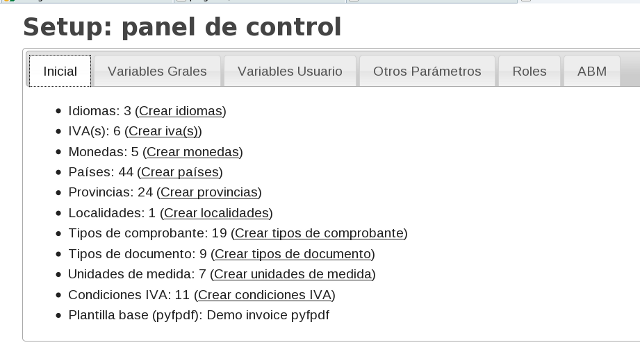 Setup: panel de control
Inicial Variables Grales Variables Usuario Otros Parámetros Roles ABM
Idiomas: 3 (Crear idiomas)
IVA(s): 6 (Crear iva(s))
Monedas: 5 (Crear monedas)
Países: 44 (Crear países)
Provincias: 24 (Crear provincias)
Localidades: 1 (Crear localidades)
Tipos de comprobante: 19 (Crear tipos de comprobante)
Tipos de documento: 9 (Crear tipos de documento)
Unidades de medida: 7 (Crear unidades de medida)
Condiciones IVA: 11 (Crear condiciones IVA)
Plantilla base (pyfpdf): Demo invoice pyfpdf